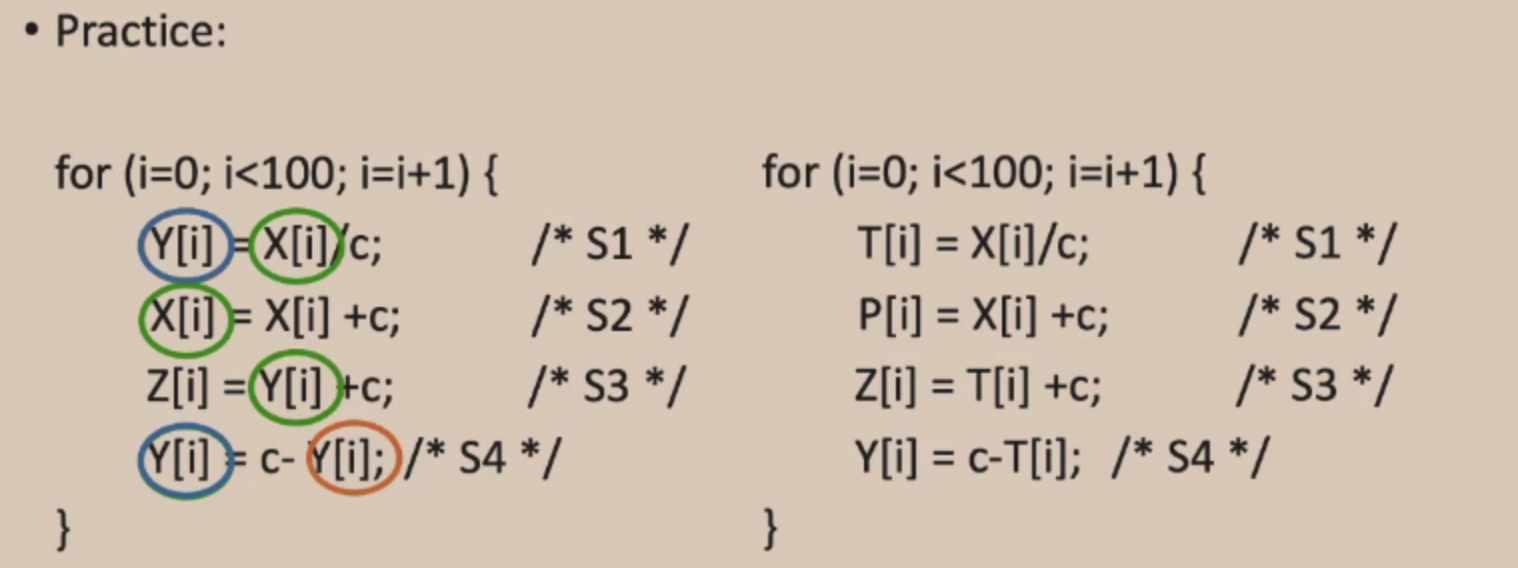 • Practice:
for (i=0; i<100; i=i+1) {
Y[i] = X[i]/c; /* S1 */
X[i] = X[i] +c; /* S2 */
Z[i] = Y[i] +c; /* S3 */
Y[i] = c- Y[i]; /* S4 */
}
for (i=0; i<100; i=i+1) {
T[i] = X[i]/c; /* S1 */
P[i] = X[i] +c; /* S2 */
Z[i] = T[i] +c; /* S3 */
Y[i] = c-T[i]; /* S4 */
}